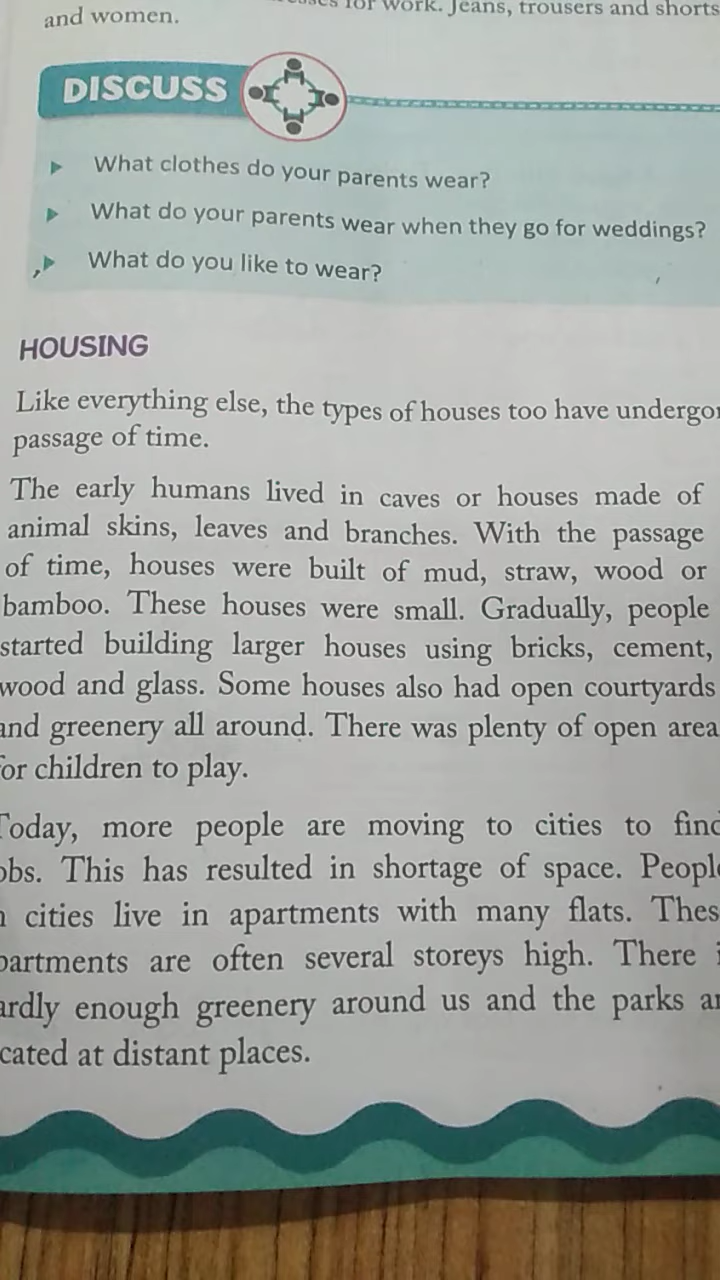 for work. Jeans, trousers and shorts
and women.
DISCUSS
What clothes do your parents wear?
What do your parents wear when they go for weddings?
What do you like to wear?
HOUSING
Like everything else, the types of houses too have
passage of time.
The early humans lived in caves or houses made of
animal skins, leaves and branches. With the passage
of time, houses were built of mud, straw, wood or
bamboo. These houses were small. Gradually, people
started building larger houses using bricks, cement,
wood and glass. Some houses also had open courtyards
and greenery all around. There was plenty of open area
for children to play.
Today, more people are moving to cities to find
This has resulted in shortage of space.
cities live in apartments with many flats.
are often several storeys high. There
enough greenery around us and the parks
at distant places.